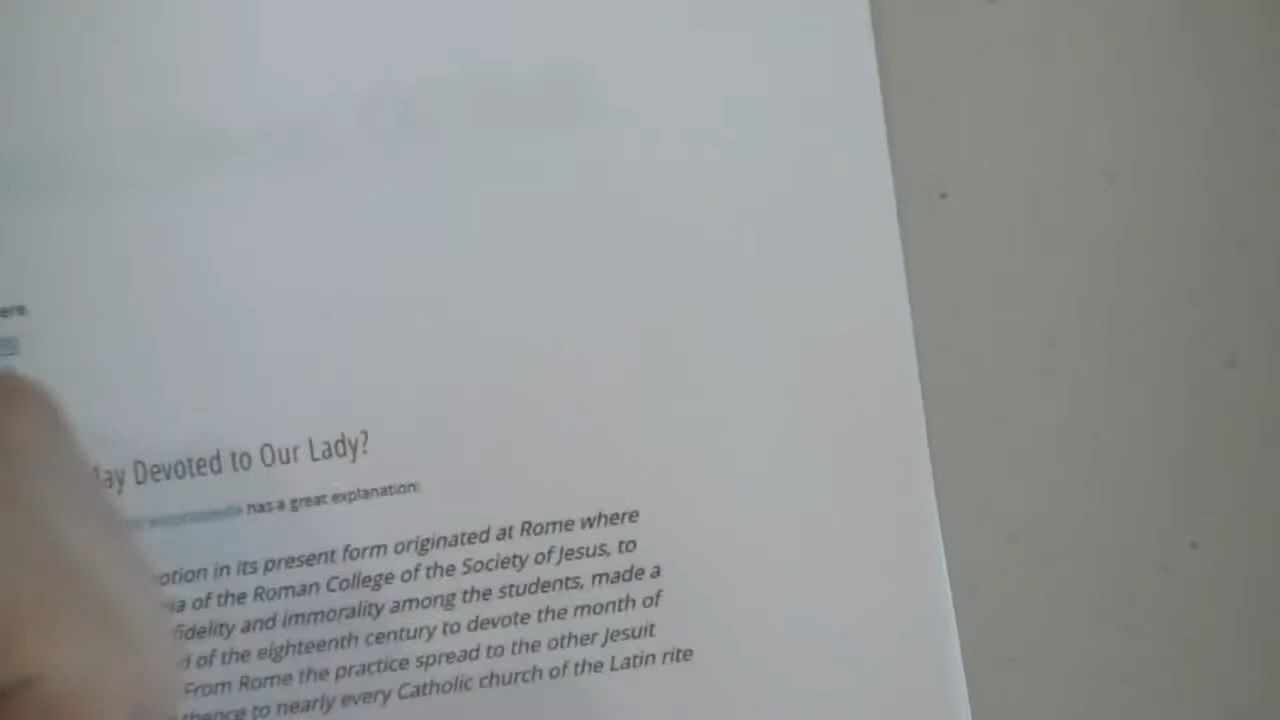 ay Devoted to Our Lady?
has a great explanation:
otion in its present form originated at Rome where
of the Roman College of the Society of Jesus, to
fidelity and immorality among the students, made a
of the eighteenth century to devote the month of
From Rome the practice spread to the other Jesuit
thence to nearly every Catholic church of the Latin rite